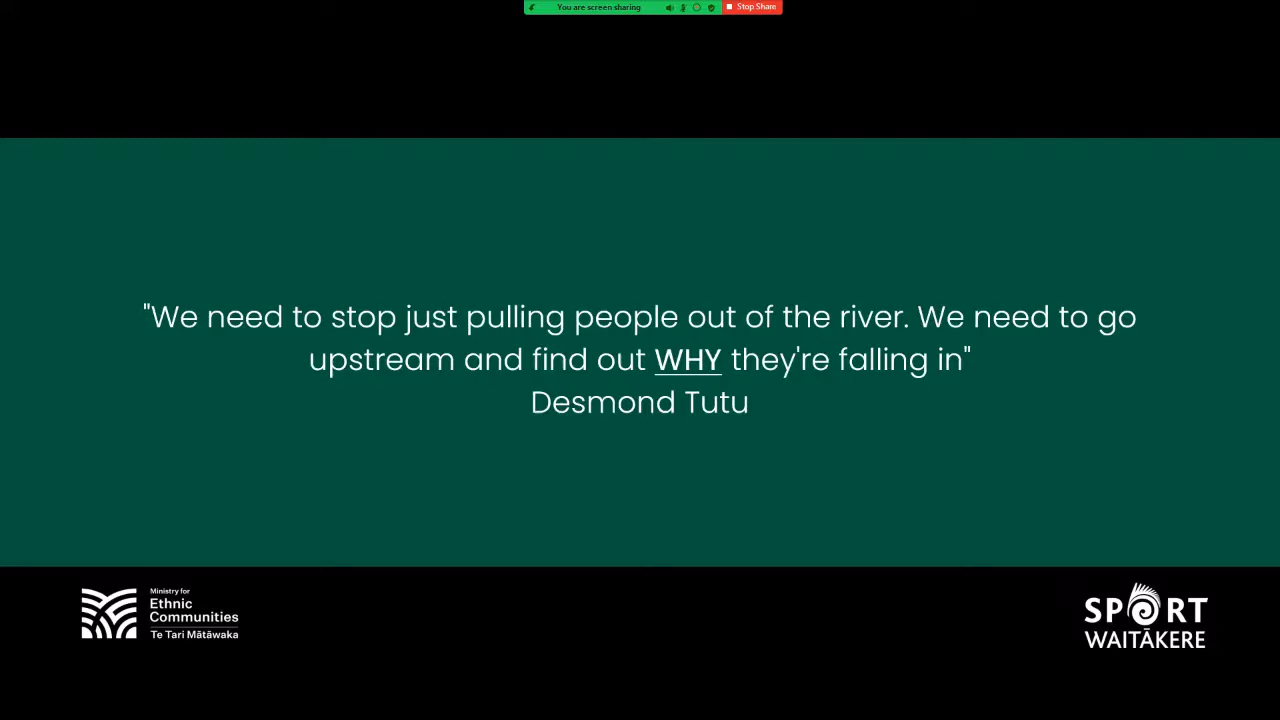 You are screen sharing
Stop Share
"We need to stop just pulling people out of the river. We need to go
upstream and find out WHY they're falling in"
Desmond Tutu
Ministry for
Ethnic
Communities
Te Tari Mātāwaka
SPORT
WAITĀKERE